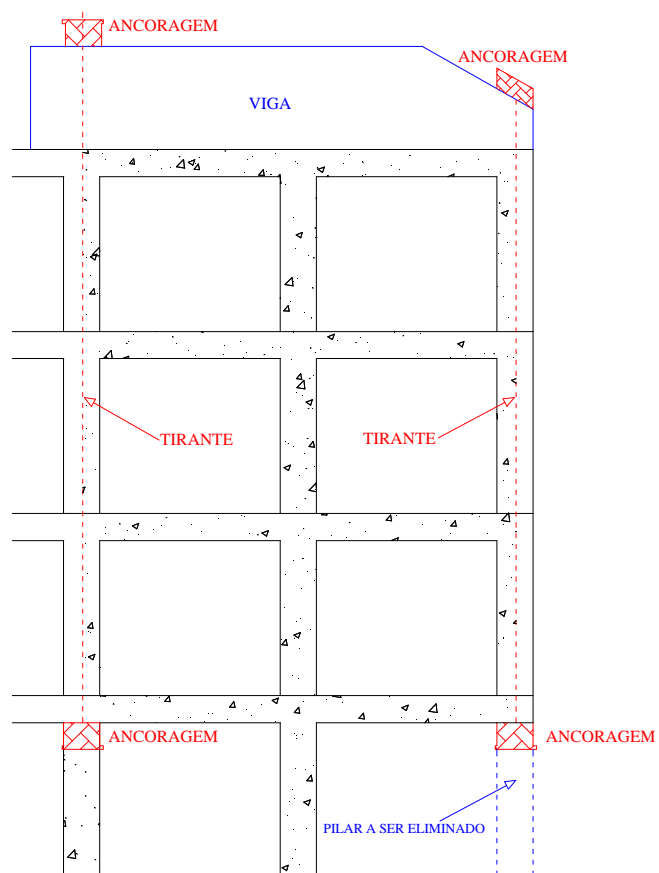 ANCORAGEM
ANCORAGEM
VIGA
TIRANTE
TIRANTE
ANCORAGEM
ANCORAGEM
PILAR A SER ELIMINADO